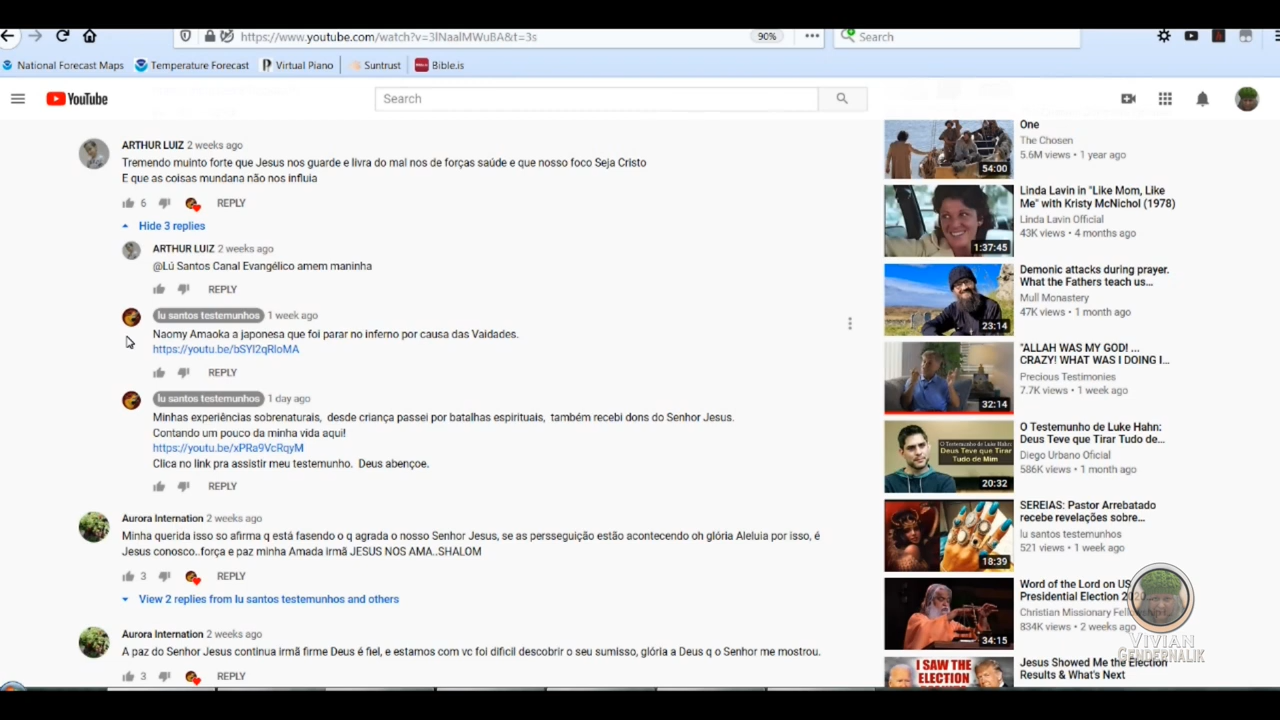 https://www.youtube.com/watch?v=3lNaalMWuBA&t=3s
90%
Search
National Forecast Maps
Temperature Forecast
Virtual Piano
Suntrust
Bible.is
YouTube
Search
ARTHUR LUIZ 2 weeks ago
Tremendo muinto forte que Jesus nos guarde e livra do mal nos de forças saúde e que nosso foco Seja Cristo
E que as coisas mundana não nos influia
6 REPLY
Hide 3 replies
ARTHUR LUIZ 2 weeks ago
@Lú Santos Canal Evangélico amem maninha
REPLY
lu santos testemunhos 1 week ago
Naomy Amaoka a japonesa que foi parar no inferno por causa das Vaidades.
https://youtu.be/bSYl2qRloMA
REPLY
lu santos testemunhos 1 day ago
Minhas experiências sobrenaturais, desde criança passei por batalhas espirituais, também recebi dons do Senhor Jesus.
Contando um pouco da minha vida aqui!
https://youtu.be/xPRa9VcRqyM
Clica no link pra assistir meu testemunho. Deus abençoe.
REPLY
Aurora Internation 2 weeks ago
Minha querida isso so afirma q está fasendo o q agrada o nosso Senhor Jesus, se as persseguição estão acontecendo oh glória Aleluia por isso, é
Jesus conosco..força e paz minha Amada irmã JESUS NOS AMA..SHALOM
3 REPLY
View 2 replies from lu santos testemunhos and others
Aurora Internation 2 weeks ago
A paz do Senhor Jesus continua irmã firme Deus é fiel, e estamos com vc foi dificil descobrir o seu sumisso, glória a Deus q o Senhor me mostrou.
3 REPLY
One
The Chosen
5.6M views • 1 year ago
54:00
Linda Lavin in "Like Mom, Like
Me" with Kristy McNichol (1978)
Linda Lavin Official
43K views • 4 months ago
1:37:45
Demonic attacks during prayer.
What the Fathers teach us...
Mull Monastery
47K views • 1 month ago
23:14
"ALLAH WAS MY GOD! ...
CRAZY! WHAT WAS I DOING I...
Precious Testimonies
7.7K views • 1 week ago
32:14
O Testemunho de Luke Hahn:
Deus Teve que Tirar Tudo de...
Diego Urbano Oficial
586K views • 1 month ago
O Testemunho de Luke Hahn
Deus Teve que Tirar
Tudo de Mim
20:32
SEREIAS: Pastor Arrebatado
recebe revelações sobre...
lu santos testemunhos
521 views • 1 week ago
18:39
Word of the Lord on US
Presidential Election 2020
Christian Missionary
834K views • 2 weeks ago
34:15
Jesus Showed Me the Election
Results & What's Next
I SAW THE
ELECTION
VIVIAN
GENDERNALIK